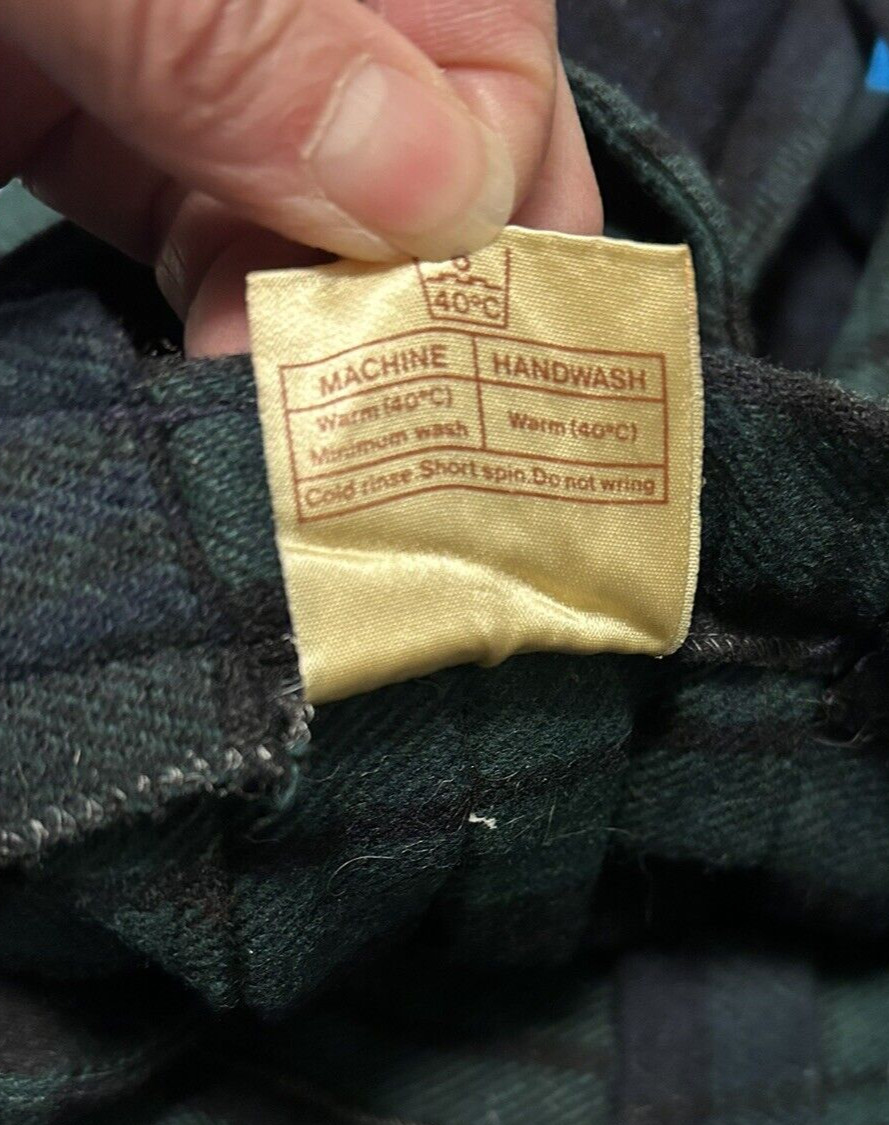 40°C
MACHINE HANDWASH
Warm (40°C) Warm (40°C)
Minimum wash
Cold rinse. Short spin. Do not wring